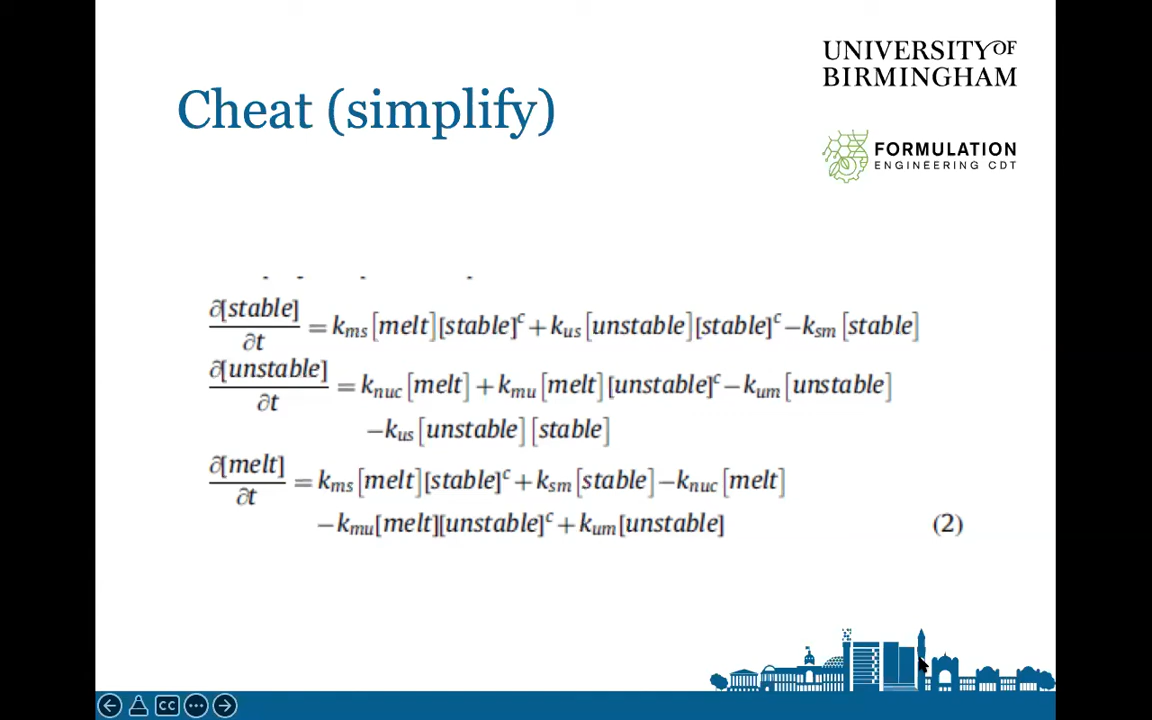 UNIVERSITY OF
BIRMINGHAM
Cheat (simplify)
FORMULATION
ENGINEERING CDT
∂[stable]/∂t = k_ms[melt][stable]^c + k_us[unstable][stable]^c − k_sm[stable]
∂[unstable]/∂t = k_nuc[melt] + k_mu[melt][unstable]^c − k_um[unstable]
−k_us[unstable][stable]
∂[melt]/∂t = k_ms[melt][stable]^c + k_sm[stable] − k_nuc[melt]
−k_mu[melt][unstable]^c + k_um[unstable] (2)
CC